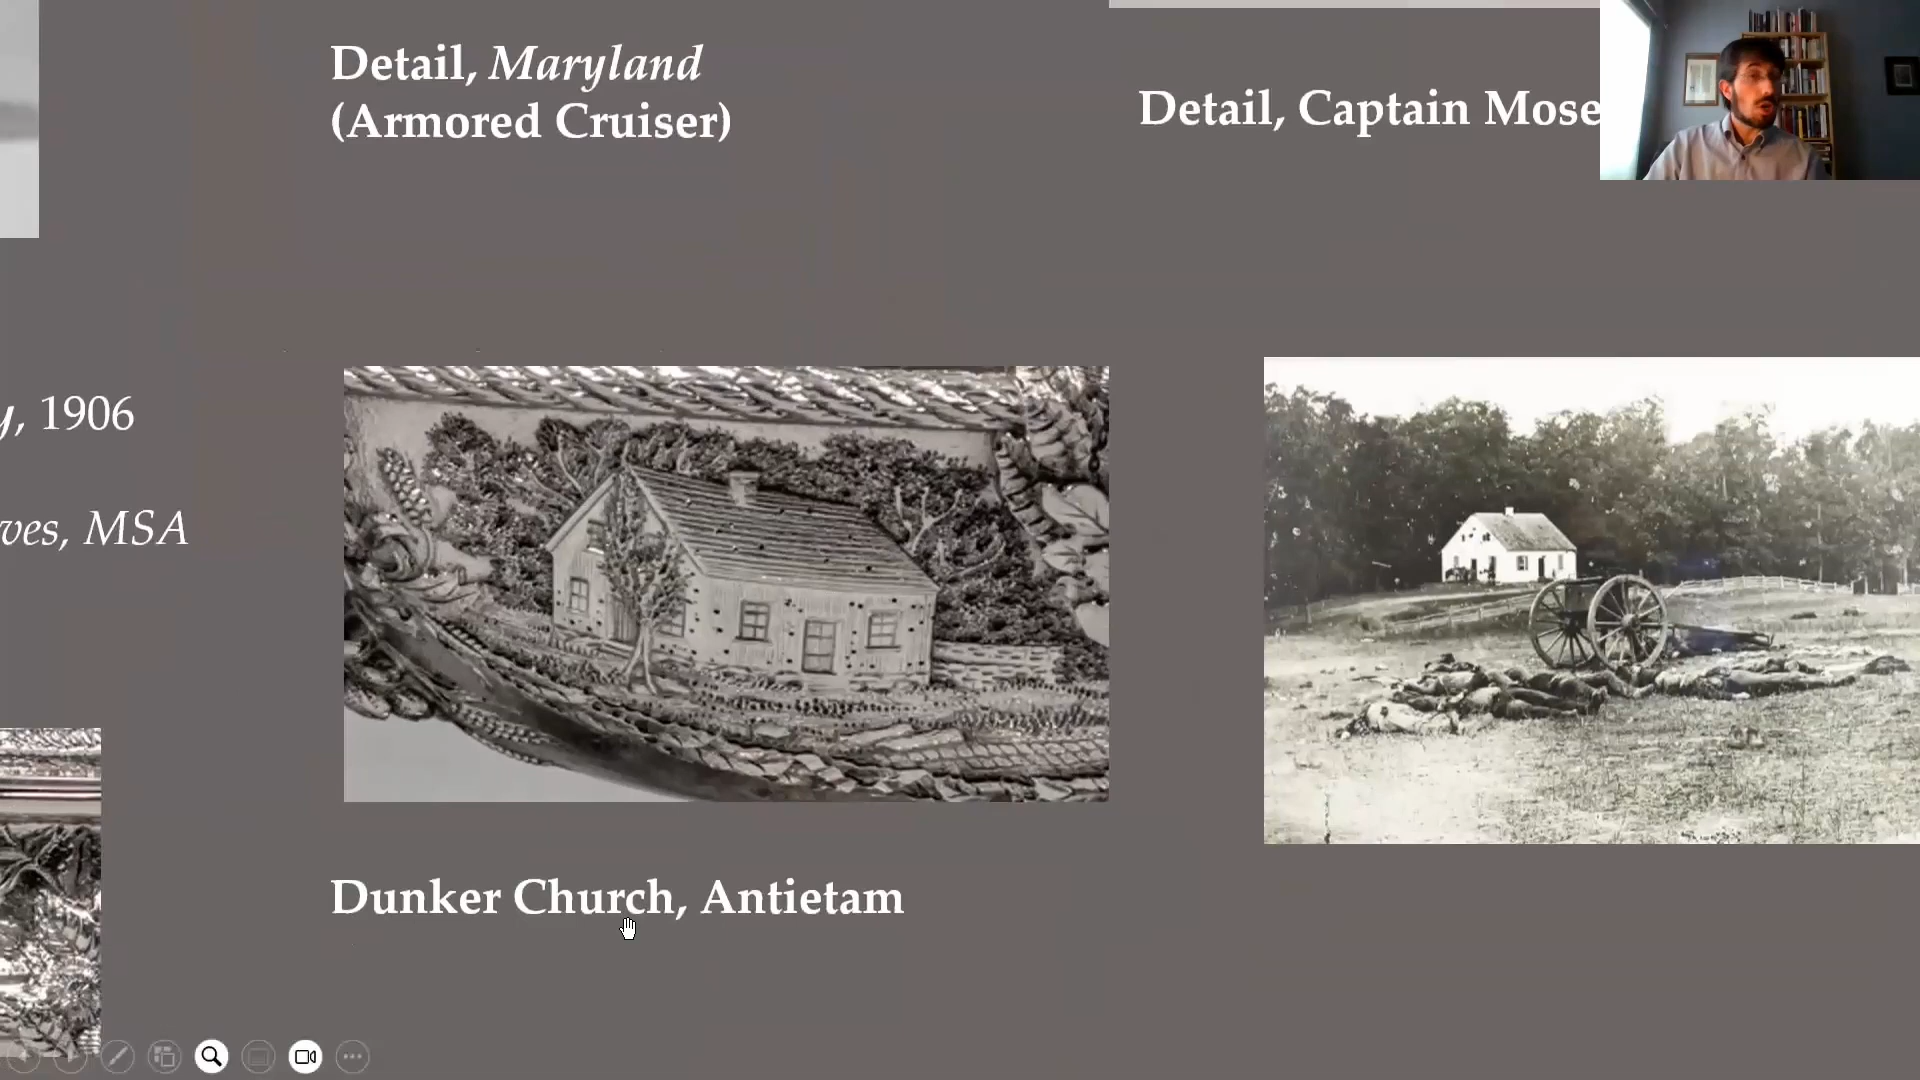 Detail, Maryland
(Armored Cruiser)
Detail, Captain Mose
y, 1906
ves, MSA
Dunker Church, Antietam